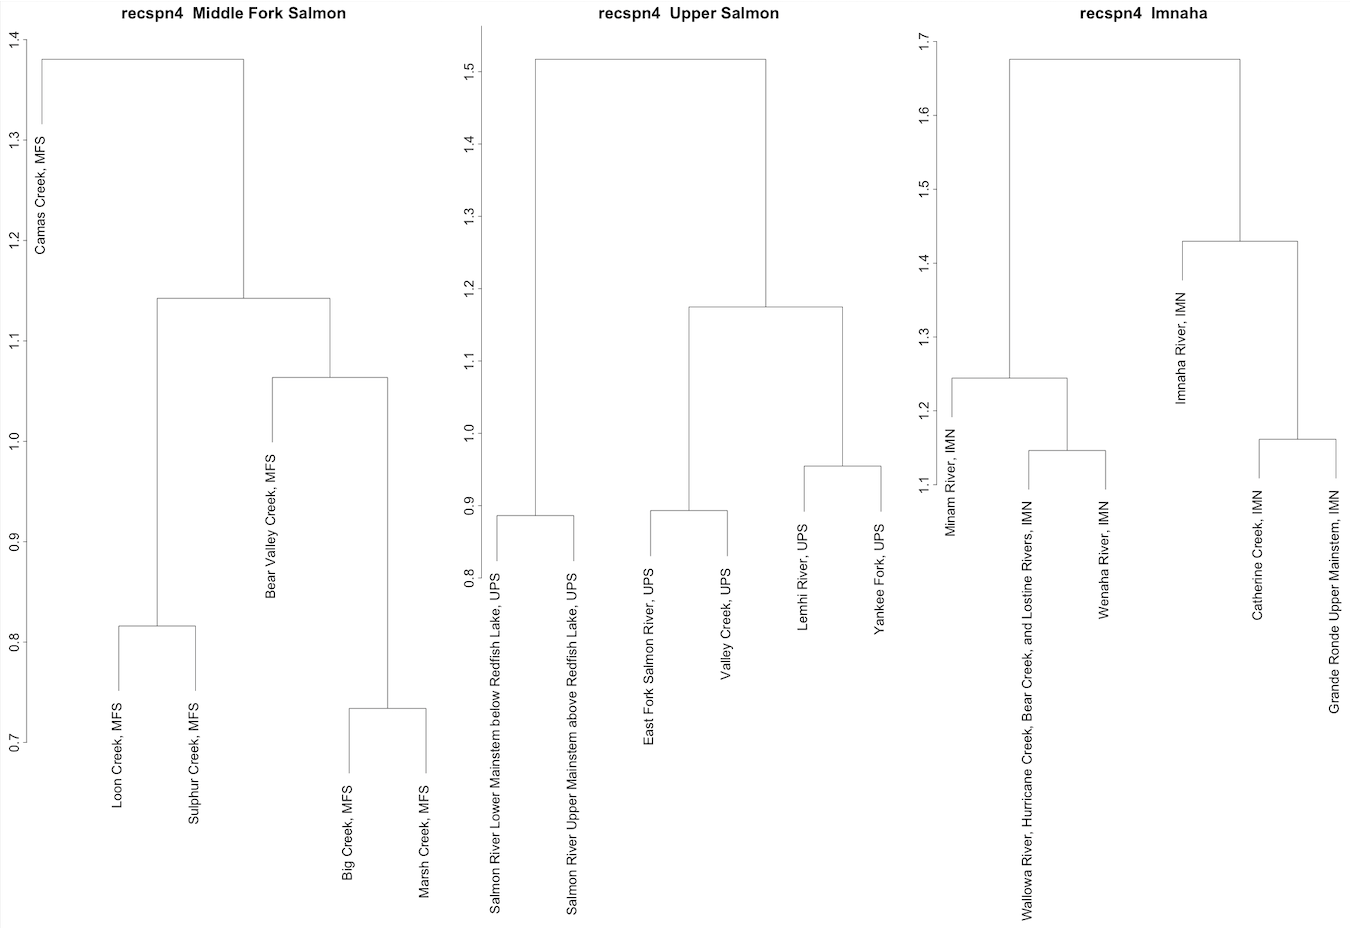 recspn4  Middle Fork Salmon
1.4
1.3
1.2
1.1
1.0
0.9
0.8
0.7
Camas Creek, MFS
Loon Creek, MFS
Sulphur Creek, MFS
Bear Valley Creek, MFS
Big Creek, MFS
Marsh Creek, MFS
recspn4  Upper Salmon
1.5
1.4
1.3
1.2
1.1
1.0
0.9
0.8
Salmon River Lower Mainstem below Redfish Lake, UPS
Salmon River Upper Mainstem above Redfish Lake, UPS
East Fork Salmon River, UPS
Valley Creek, UPS
Lemhi River, UPS
Yankee Fork, UPS
recspn4  Imnaha
1.7
1.6
1.5
1.4
1.3
1.2
1.1
Minam River, IMN
Wallowa River, Hurricane Creek, Bear Creek, and Lostine Rivers, IMN
Wenaha River, IMN
Imnaha River, IMN
Catherine Creek, IMN
Grande Ronde Upper Mainstem, IMN